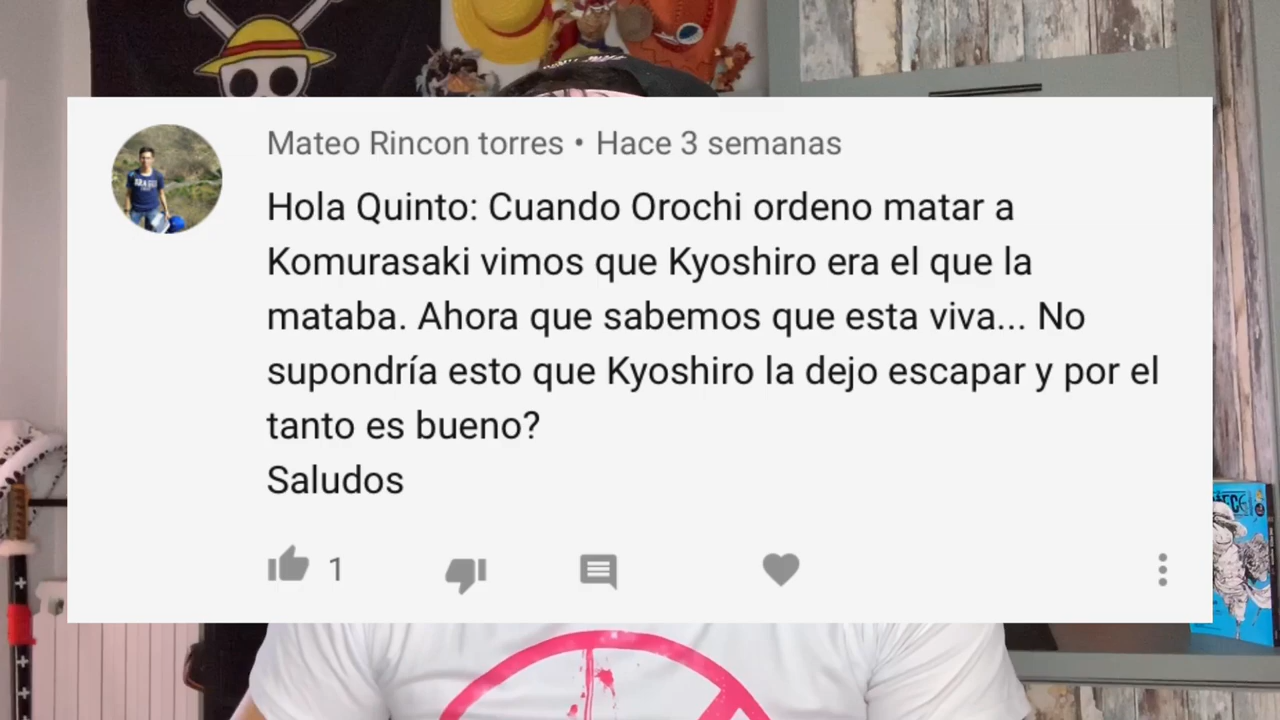 Mateo Rincon torres • Hace 3 semanas
Hola Quinto: Cuando Orochi ordeno matar a
Komurasaki vimos que Kyoshiro era el que la
mataba. Ahora que sabemos que esta viva... No
supondría esto que Kyoshiro la dejo escapar y por el
tanto es bueno?
Saludos
1